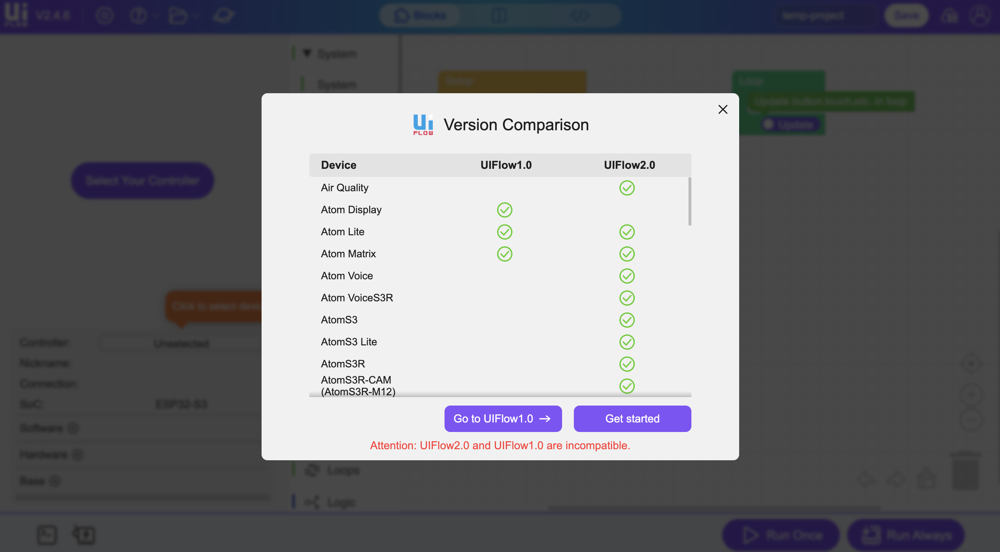 Ui
FLOW
V2.4.6
Blocks
temp-project
Save
System
System
Setup
Loop
Update button,touch,etc. in loop
Update
Select Your Controller
Click to select
Controller:
Unselected
Nickname:
Connection:
SoC:
ESP32-S3
Software
Hardware
Base
Ui
FLOW
Version Comparison
Device UIFlow1.0 UIFlow2.0
Air Quality
Atom Display
Atom Lite
Atom Matrix
Atom Voice
Atom VoiceS3R
AtomS3
AtomS3 Lite
AtomS3R
AtomS3R-CAM
(AtomS3R-M12)
Go to UIFlow1.0 →
Get started
Attention: UIFlow2.0 and UIFlow1.0 are incompatible.
Loops
Logic
Run Once
Run Always